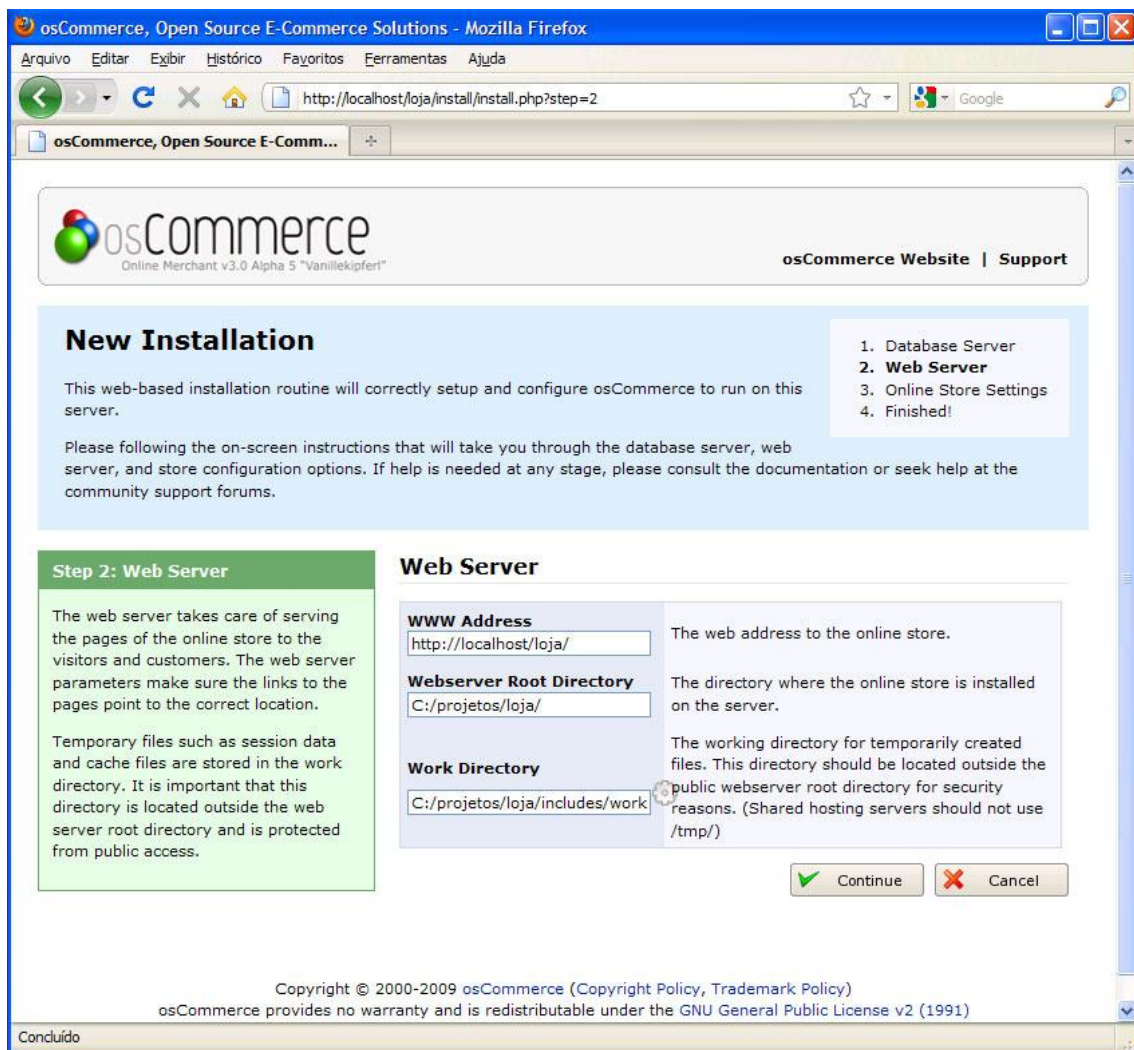 osCommerce, Open Source E-Commerce Solutions - Mozilla Firefox
Arquivo Editar Exibir Histórico Favoritos Ferramentas Ajuda
http://localhost/loja/install/install.php?step=2
Google
osCommerce, Open Source E-Comm...
osCommerce
Online Merchant v3.0 Alpha 5 "Vanillekipferl"
osCommerce Website | Support
New Installation
This web-based installation routine will correctly setup and configure osCommerce to run on this
server.
Please following the on-screen instructions that will take you through the database server, web
server, and store configuration options. If help is needed at any stage, please consult the documentation or seek help at the
community support forums.
1. Database Server
2. Web Server
3. Online Store Settings
4. Finished!
Step 2: Web Server
The web server takes care of serving
the pages of the online store to the
visitors and customers. The web server
parameters make sure the links to the
pages point to the correct location.
Temporary files such as session data
and cache files are stored in the work
directory. It is important that this
directory is located outside the web
server root directory and is protected
from public access.
Web Server
WWW Address
http://localhost/loja/
The web address to the online store.
Webserver Root Directory
C:/projetos/loja/
The directory where the online store is installed
on the server.
Work Directory
C:/projetos/loja/includes/work
The working directory for temporarily created
files. This directory should be located outside the
public webserver root directory for security
reasons. (Shared hosting servers should not use
/tmp/)
Continue
Cancel
Copyright © 2000-2009 osCommerce (Copyright Policy, Trademark Policy)
osCommerce provides no warranty and is redistributable under the GNU General Public License v2 (1991)
Concluído